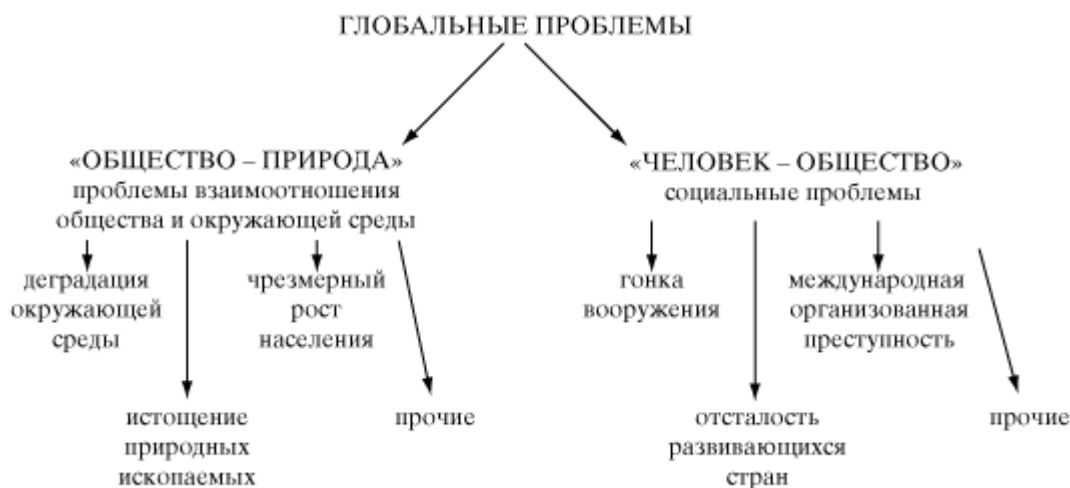 ГЛОБАЛЬНЫЕ ПРОБЛЕМЫ
«ОБЩЕСТВО – ПРИРОДА»
проблемы взаимоотношения
общества и окружающей среды
«ЧЕЛОВЕК – ОБЩЕСТВО»
социальные проблемы
деградация
окружающей
среды
чрезмерный
рост
населения
гонка
вооружения
международная
организованная
преступность
истощение
природных
ископаемых
прочие
отсталость
развивающихся
стран
прочие